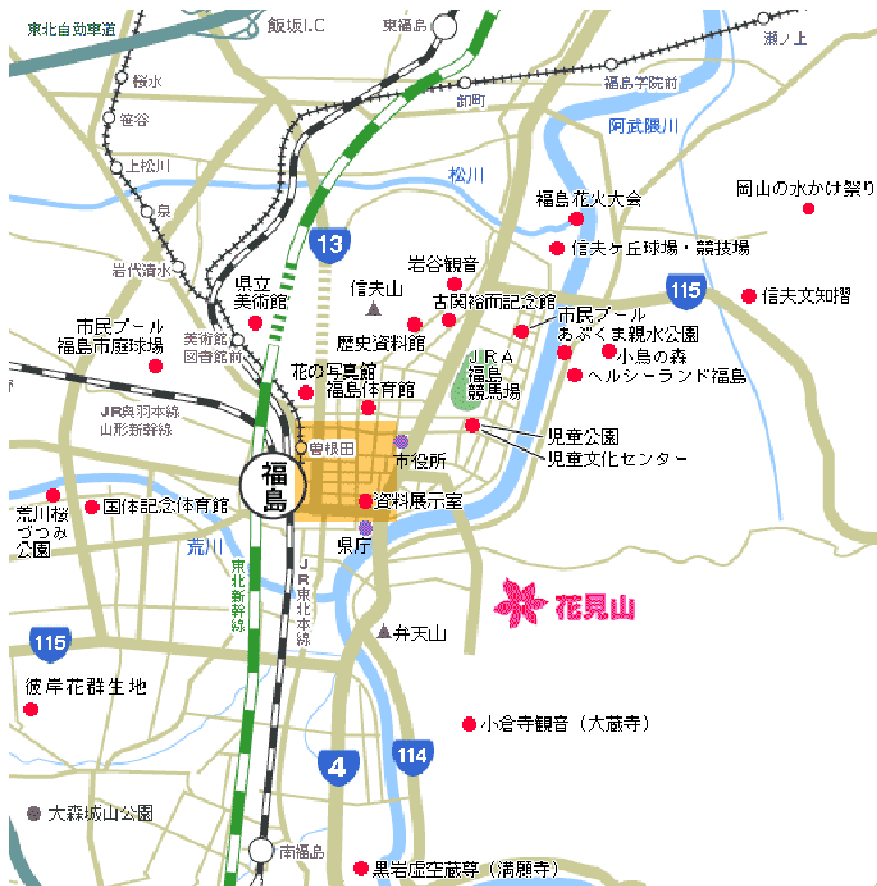 東北自動車道
飯坂I.C
東福島
瀬ノ上
桜水
福島学院前
卸町
笹谷
阿武隈川
上松川
松川
岡山の水かけ祭り
福島花火大会
泉
13
信夫ケ丘球場・競技場
岩谷観音
岩代清水
県立
美術館
信夫山
115
信夫文知摺
古関裕而記念館
市民プール
福島市庭球場
市民プール
あぶくま親水公園
美術館
図書館前
歴史資料館
小鳥の森
JRA
福島
競馬場
花の写真館
ヘルシーランド福島
福島体育館
JR奥羽本線
山形新幹線
児童公園
曽根田
市役所
児童文化センター
福島
資料展示室
国体記念体育館
荒川桜
づつみ
公園
荒川
県庁
東北新幹線
JR東北本線
花見山
115
弁天山
彼岸花群生地
小倉寺観音（大蔵寺）
4
114
大森城山公園
南福島
黒岩虚空蔵尊（満願寺）